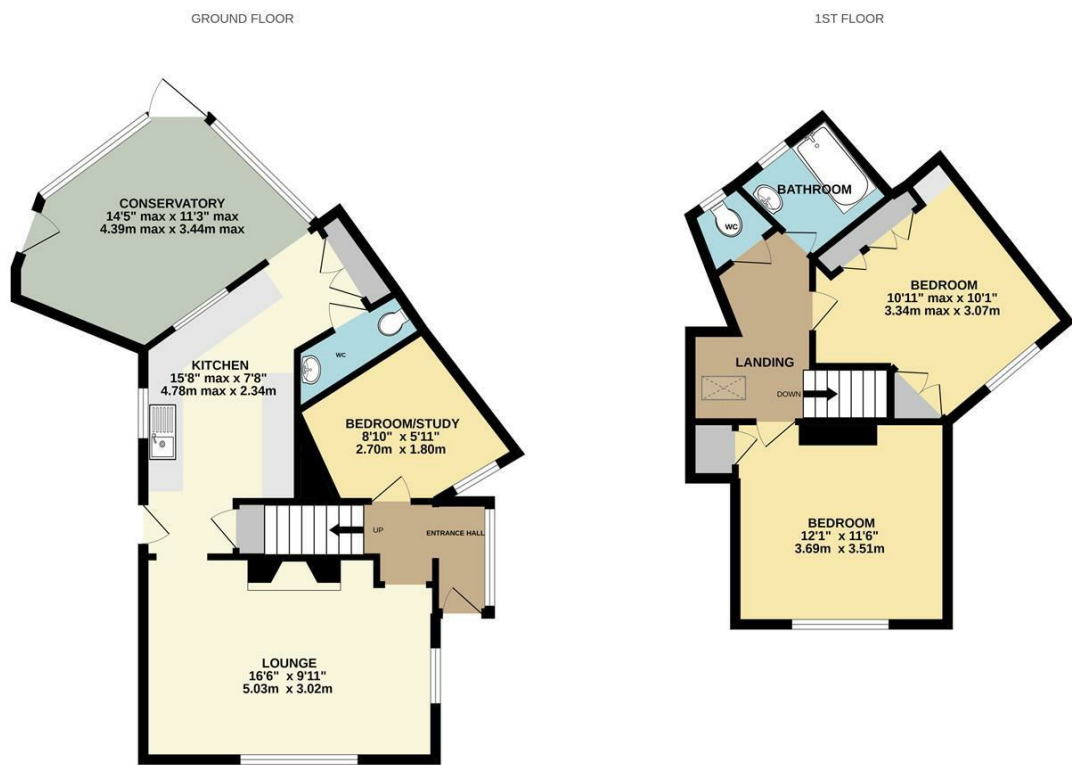 GROUND FLOOR
CONSERVATORY
14'5" max x 11'3" max
4.39m max x 3.44m max
KITCHEN
15'8" max x 7'8"
4.78m max x 2.34m
WC
BEDROOM/STUDY
8'10" x 5'11"
2.70m x 1.80m
UP
ENTRANCE HALL
LOUNGE
16'6" x 9'11"
5.03m x 3.02m
1ST FLOOR
BATHROOM
WC
BEDROOM
10'11" max x 10'1"
3.34m max x 3.07m
LANDING
DOWN
BEDROOM
12'1" x 11'6"
3.69m x 3.51m